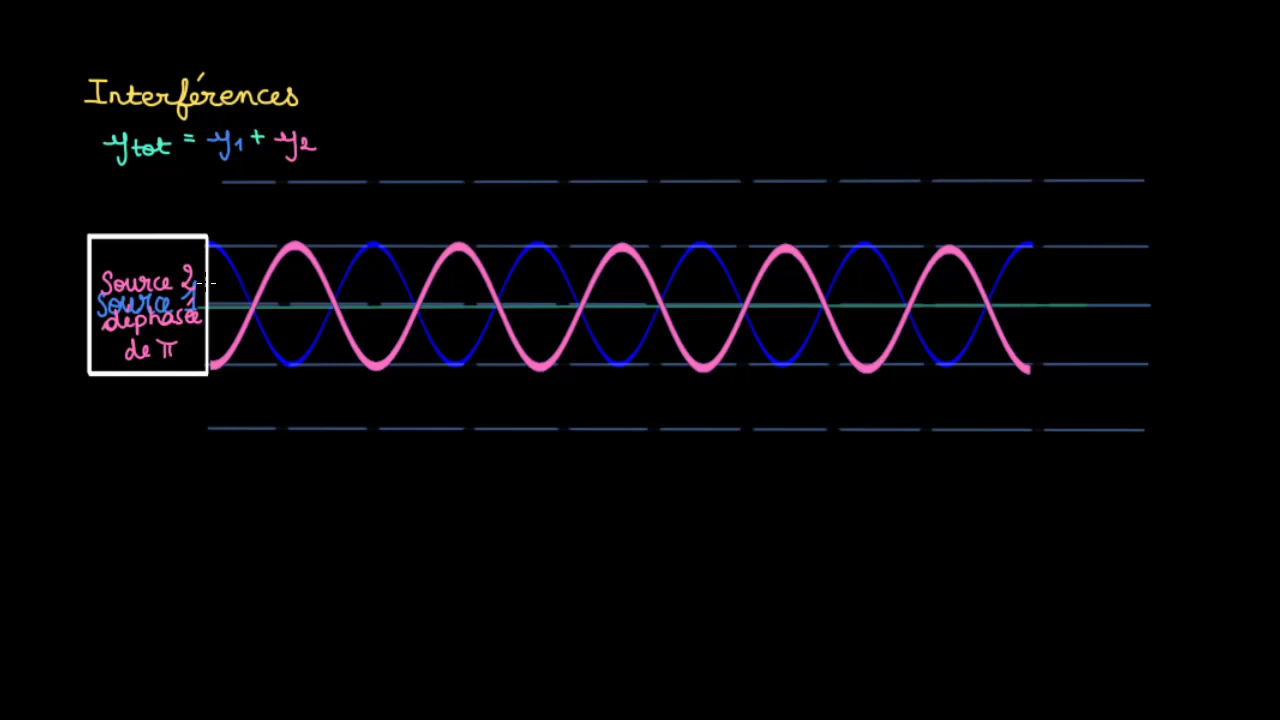 Interférences
ytot = y1 + y2
Source 2
Source 1
déphasée
de π